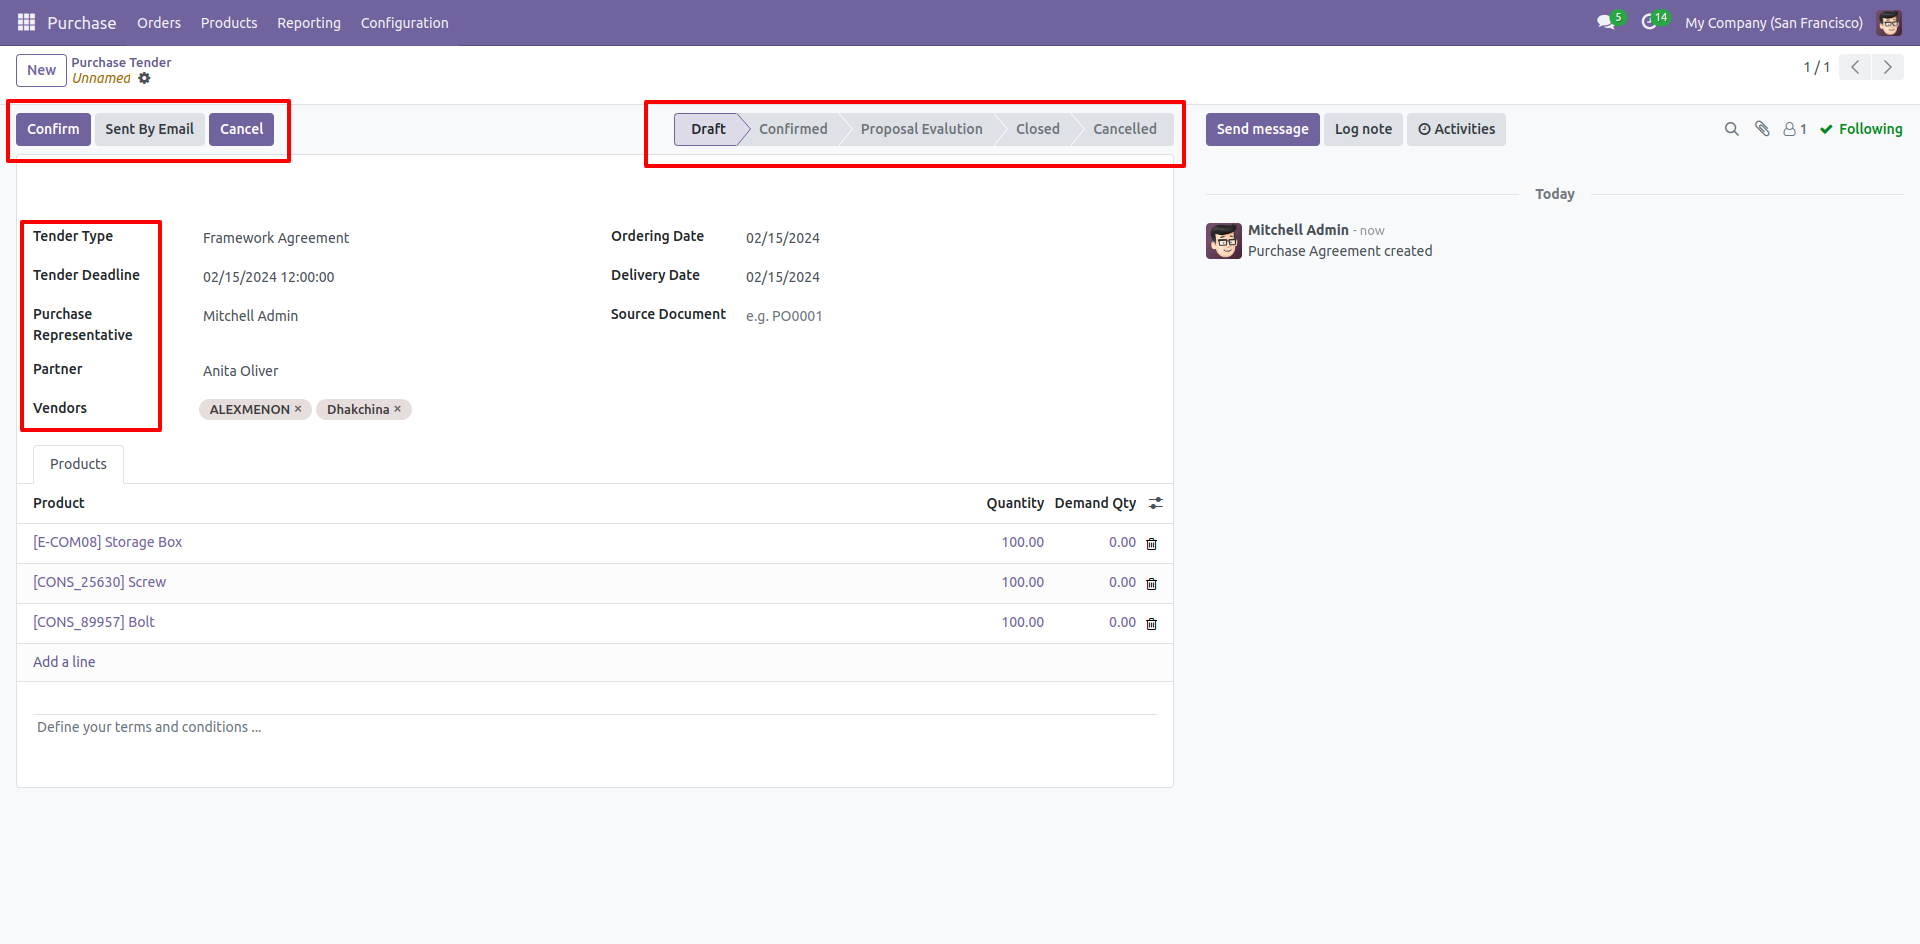 Purchase Orders Products Reporting Configuration 5 14 My Company (San Francisco)
New Purchase Tender 1 / 1
Unnamed
Confirm Sent By Email Cancel Draft Confirmed Proposal Evalution Closed Cancelled Send message Log note Activities 1 Following
Today
Tender Type Framework Agreement Ordering Date 02/15/2024
Tender Deadline 02/15/2024 12:00:00 Delivery Date 02/15/2024
Purchase Representative Mitchell Admin Source Document e.g. PO0001
Partner Anita Oliver
Vendors ALEXMENON × Dhakchina ×
Mitchell Admin - now
Purchase Agreement created
Products
Product Quantity Demand Qty
[E-COM08] Storage Box 100.00 0.00
[CONS_25630] Screw 100.00 0.00
[CONS_89957] Bolt 100.00 0.00
Add a line
Define your terms and conditions ...